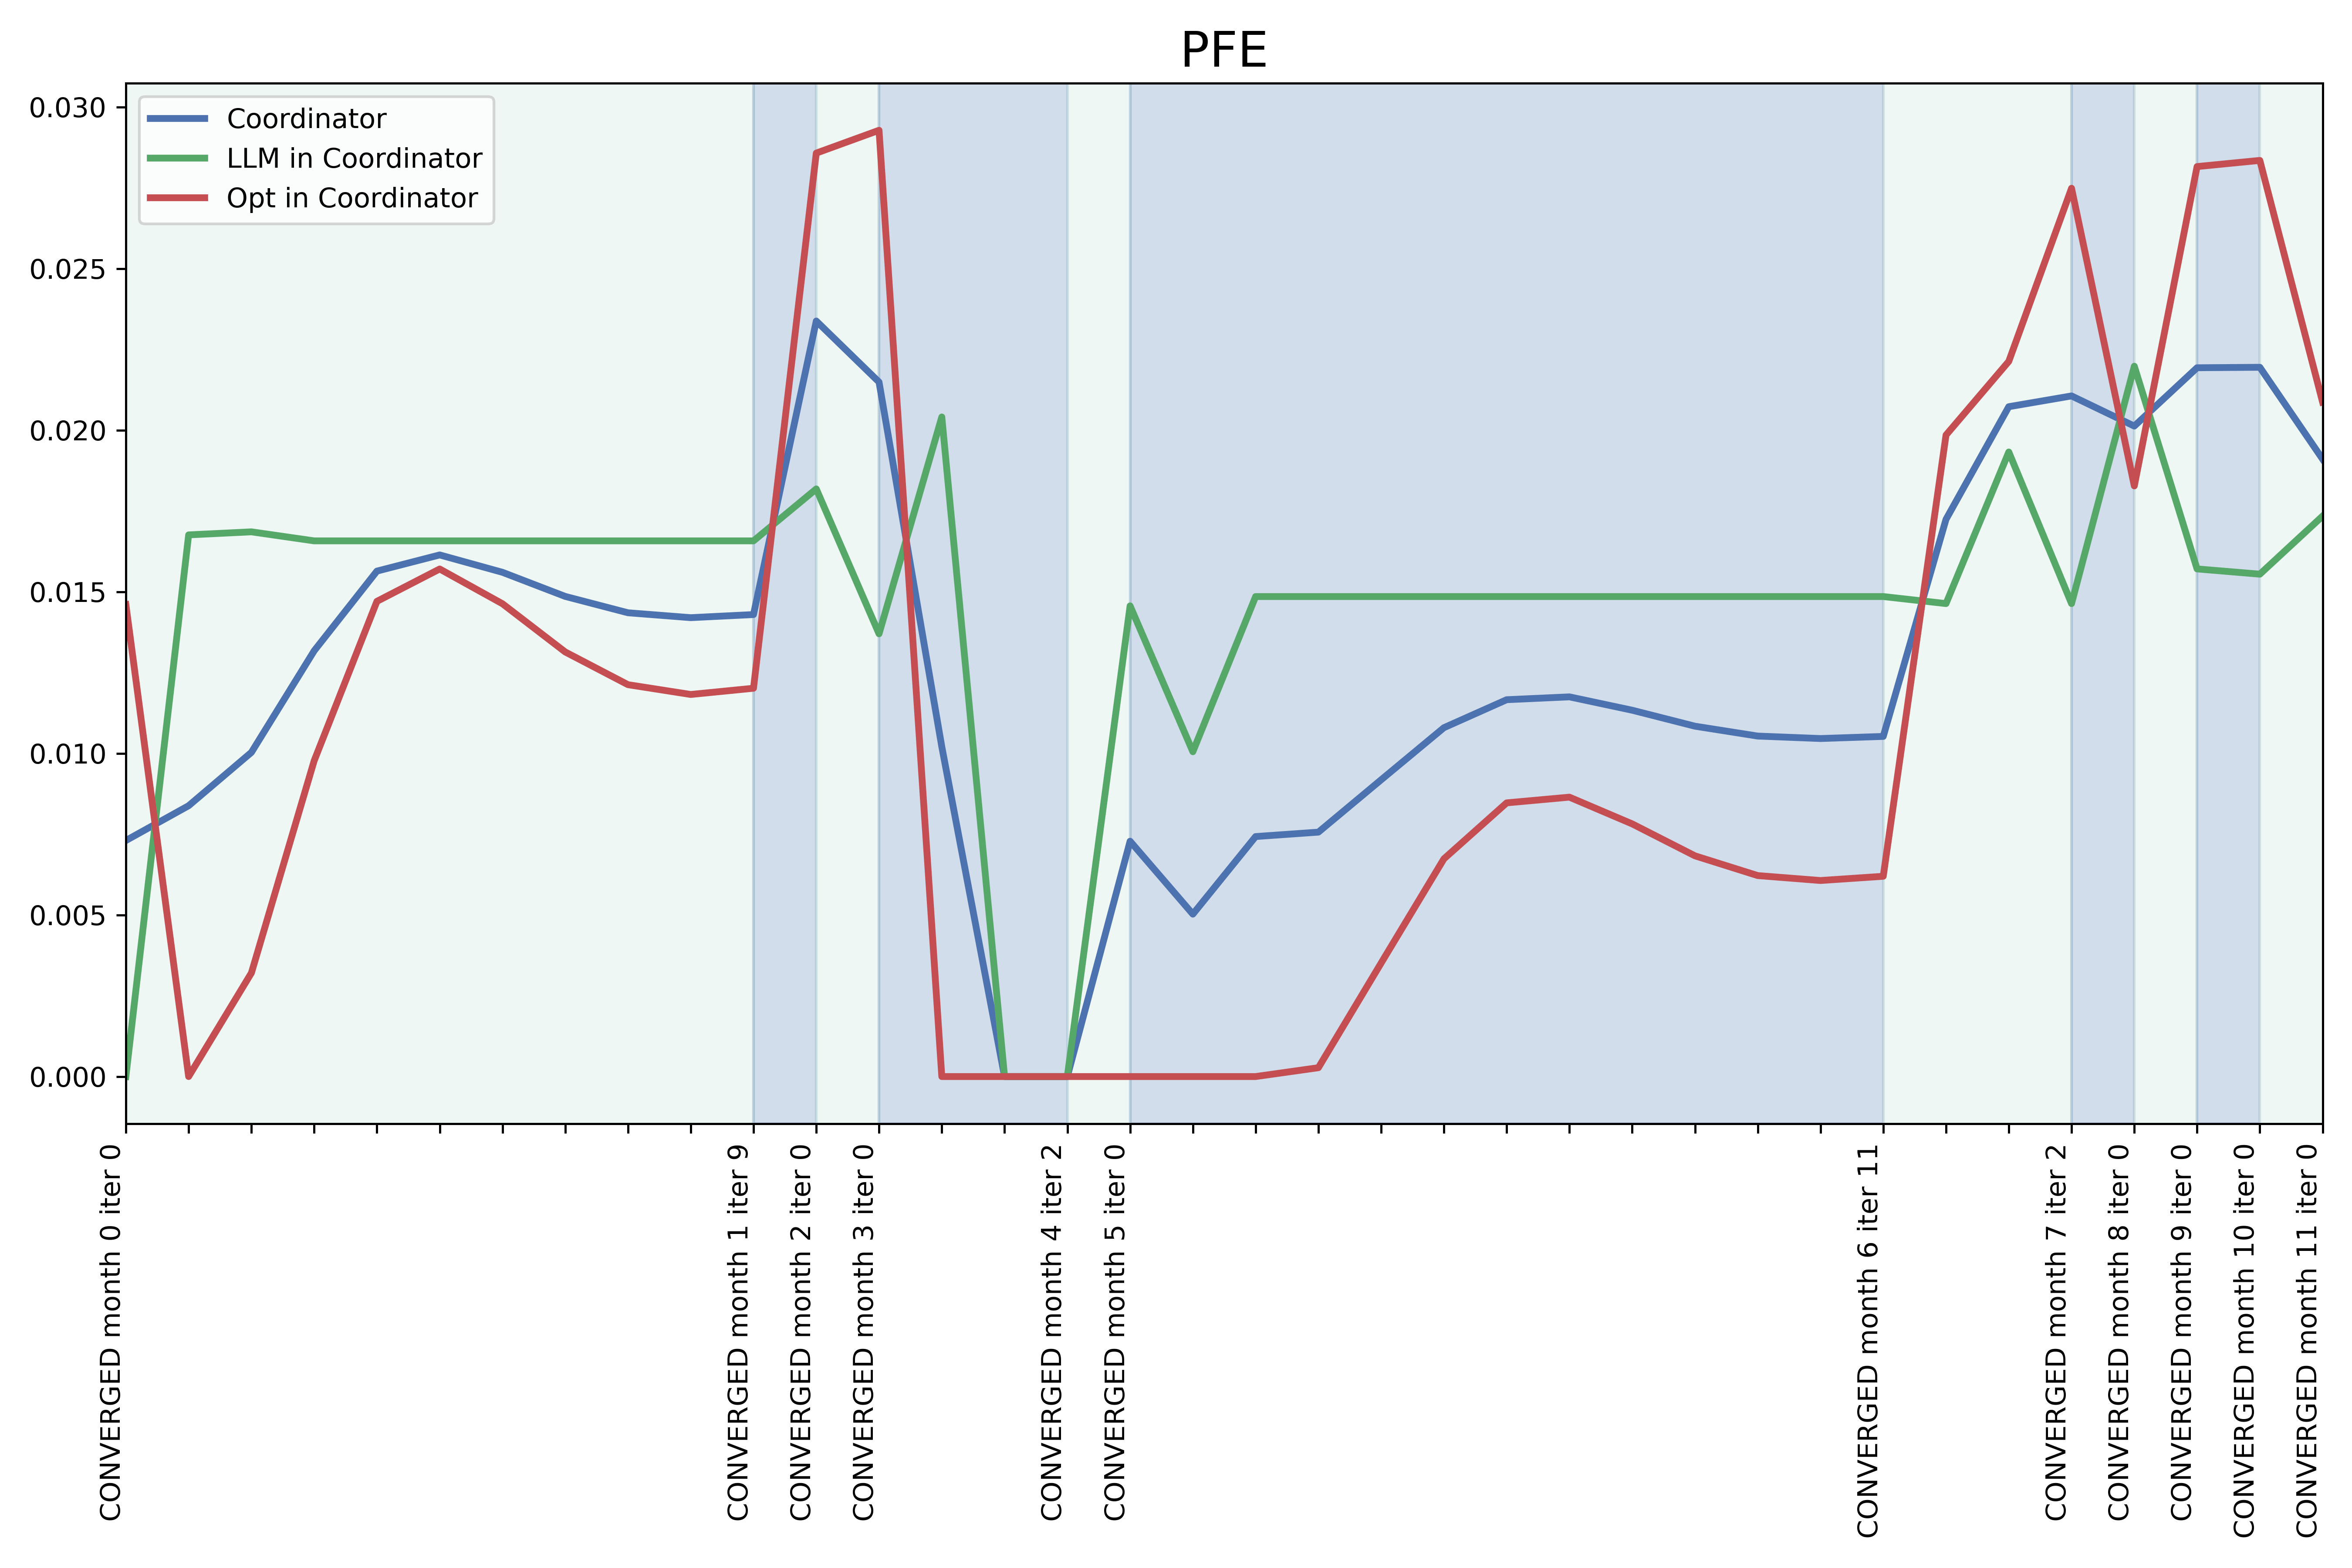 PFE
0.030
0.025
0.020
0.015
0.010
0.005
0.000
Coordinator
LLM in Coordinator
Opt in Coordinator
CONVERGED month 0 iter 0
CONVERGED month 1 iter 9
CONVERGED month 2 iter 0
CONVERGED month 3 iter 0
CONVERGED month 4 iter 2
CONVERGED month 5 iter 0
CONVERGED month 6 iter 11
CONVERGED month 7 iter 2
CONVERGED month 8 iter 0
CONVERGED month 9 iter 0
CONVERGED month 10 iter 0
CONVERGED month 11 iter 0